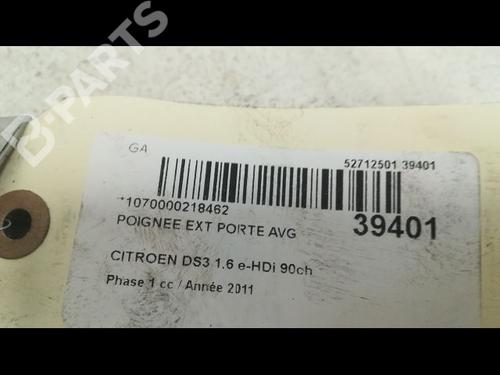 B-PARTS
GA
52712501 39401
*1070000218462
39401
POIGNEE EXT PORTE AVG
CITROEN DS3 1.6 e-HDi 90ch
Phase 1 cc / Année 2011